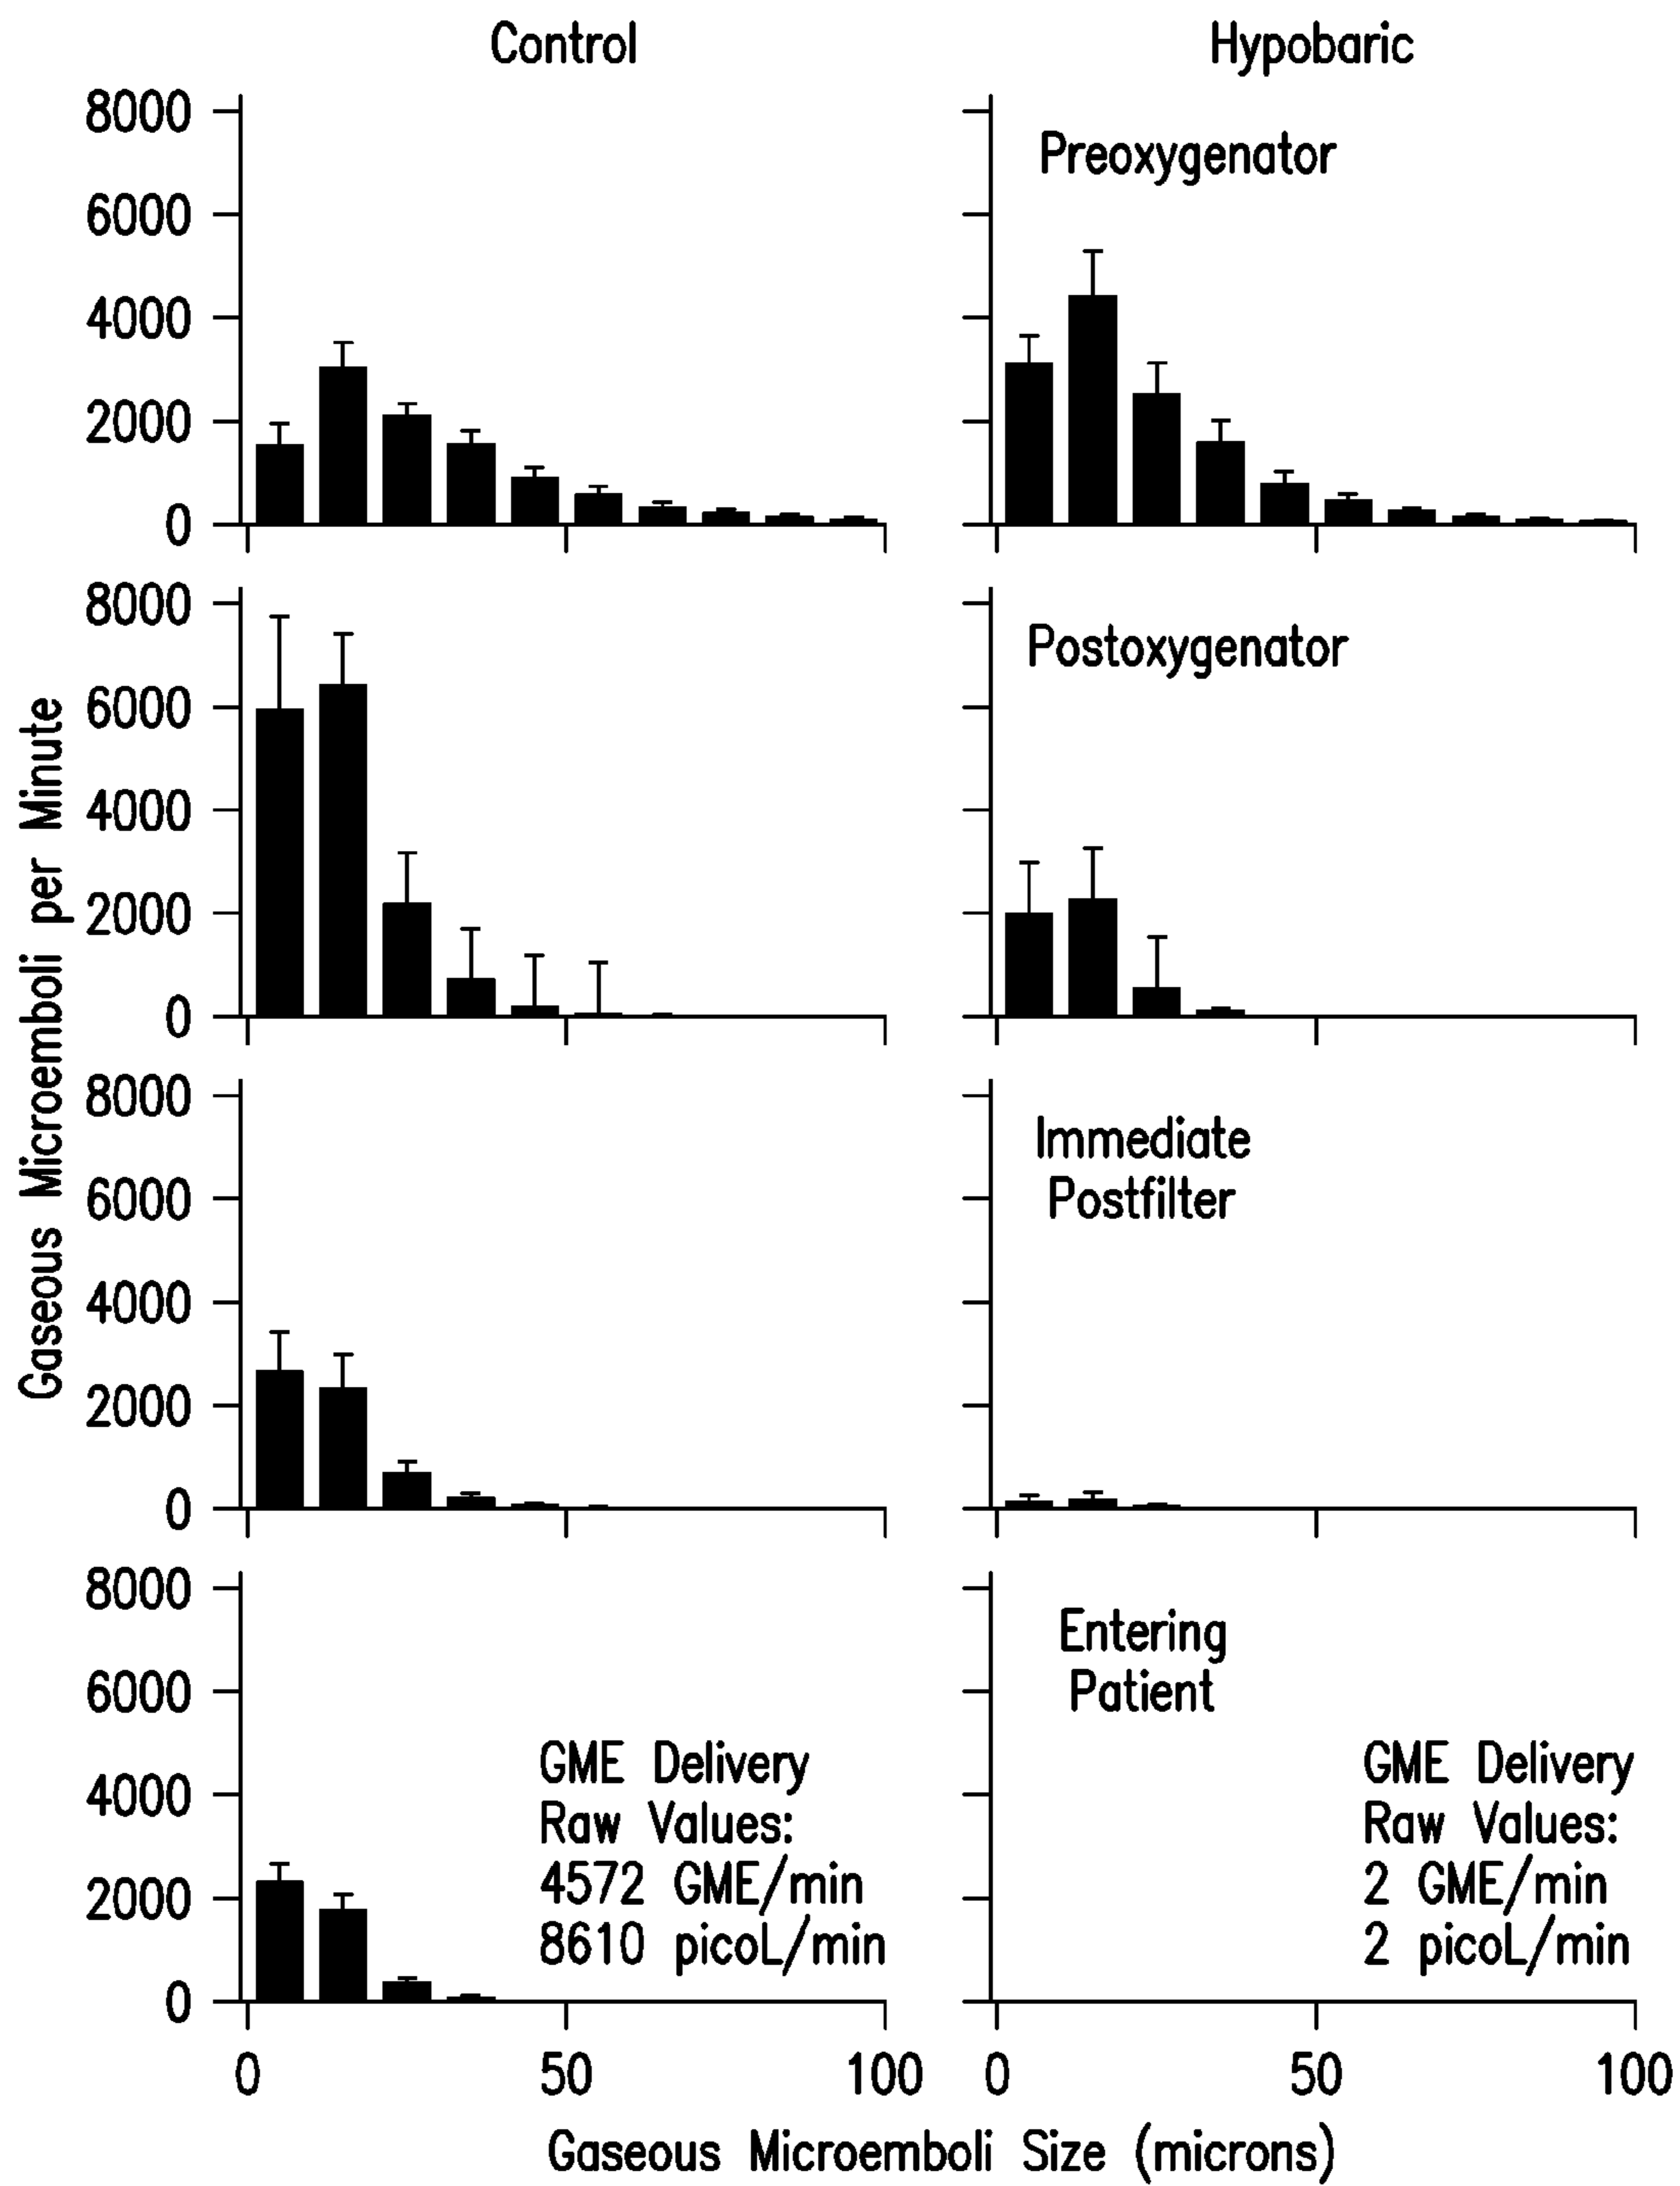 Control
Hypobaric
8000
6000
4000
2000
0
Preoxygenator
8000
6000
4000
2000
0
Postoxygenator
8000
6000
4000
2000
0
Immediate
Postfilter
8000
6000
4000
2000
0
GME Delivery
Raw Values:
4572 GME/min
8610 picoL/min
Entering
Patient
GME Delivery
Raw Values:
2 GME/min
2 picoL/min
0 50 100
0 50 100
Gaseous Microemboli per Minute
Gaseous Microemboli Size (microns)